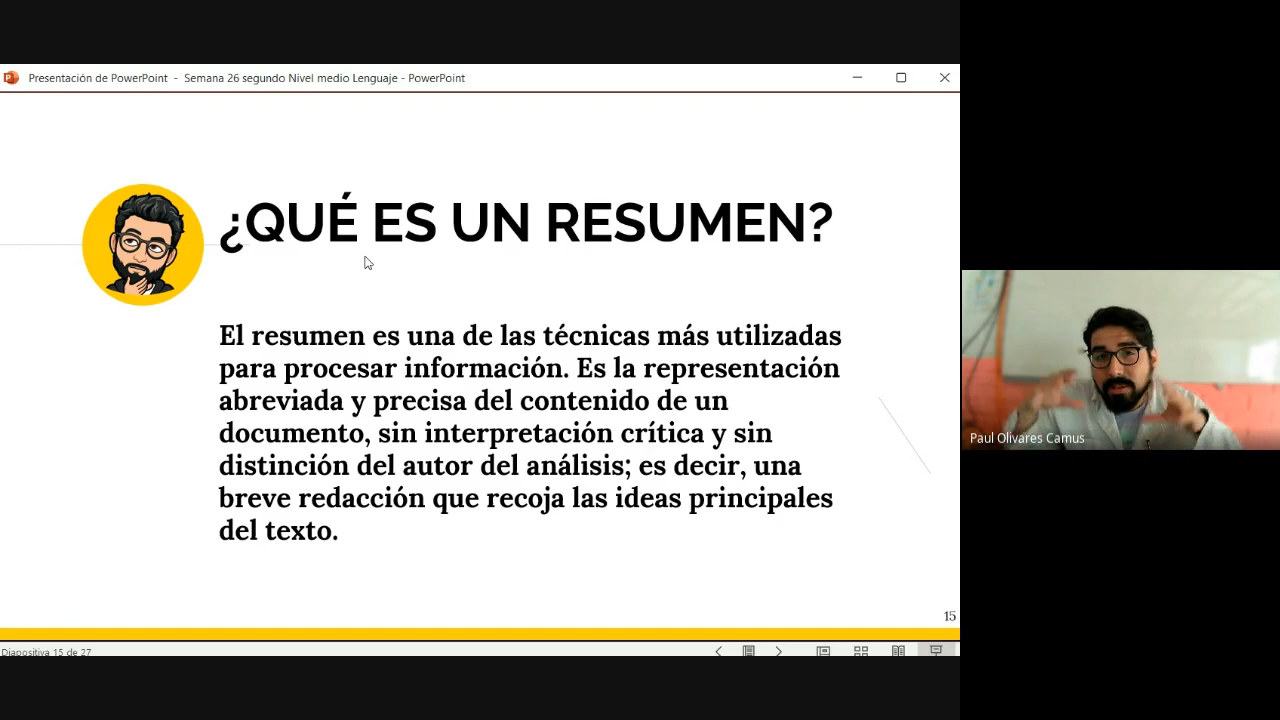 Presentación de PowerPoint - Semana 26 segundo Nivel medio Lenguaje - PowerPoint
¿QUÉ ES UN RESUMEN?
El resumen es una de las técnicas más utilizadas
para procesar información. Es la representación
abreviada y precisa del contenido de un
documento, sin interpretación crítica y sin
distinción del autor del análisis; es decir, una
breve redacción que recoja las ideas principales
del texto.
15
Diapositiva 15 de 27
Paul Olivares Camus